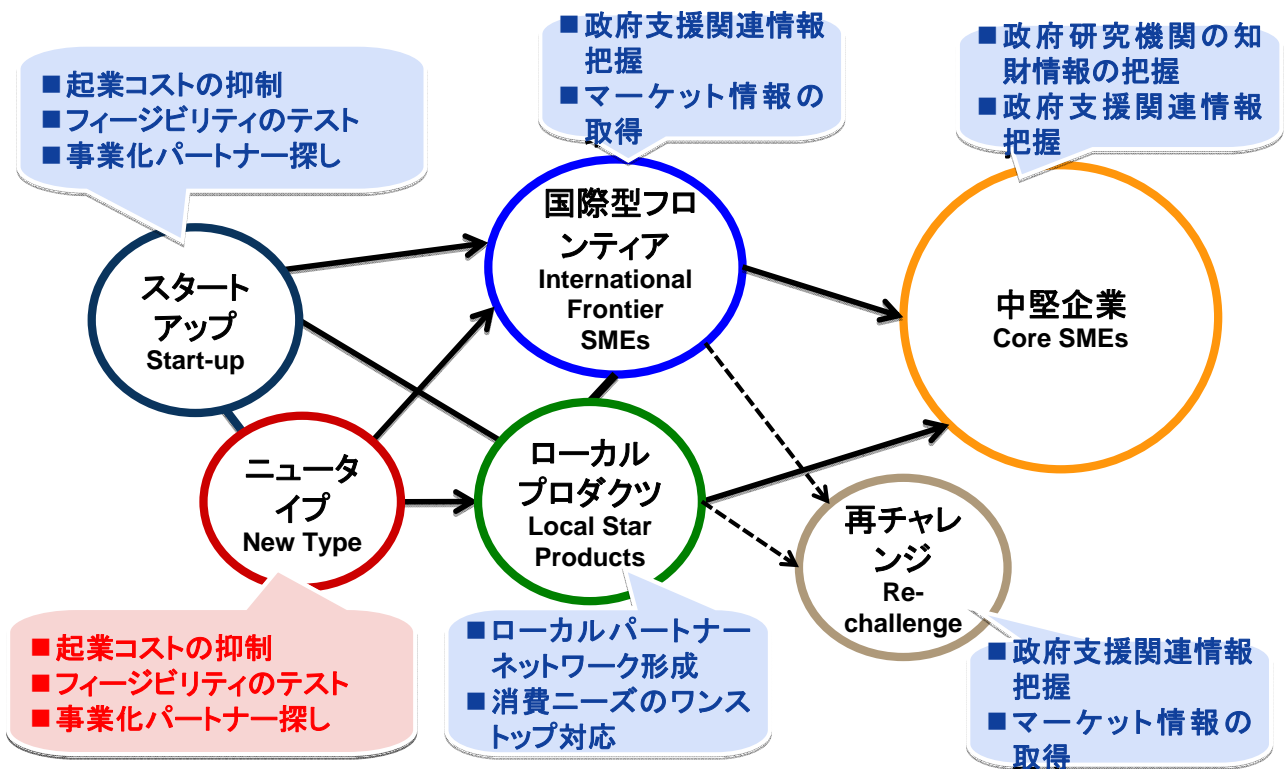 ■起業コストの抑制
■フィージビリティのテスト
■事業化パートナー探し
■政府支援関連情報
把握
■マーケット情報の
取得
■政府研究機関の知
財情報の把握
■政府支援関連情報
把握
スタート
アップ
Start-up
国際型フロ
ンティア
International
Frontier
SMEs
中堅企業
Core SMEs
ニュータ
イプ
New Type
ローカル
プロダクツ
Local Star
Products
再チャレ
ンジ
Re-
challenge
■起業コストの抑制
■フィージビリティのテスト
■事業化パートナー探し
■ローカルパートナー
ネットワーク形成
■消費ニーズのワンス
トップ対応
■政府支援関連情報
把握
■マーケット情報の
取得